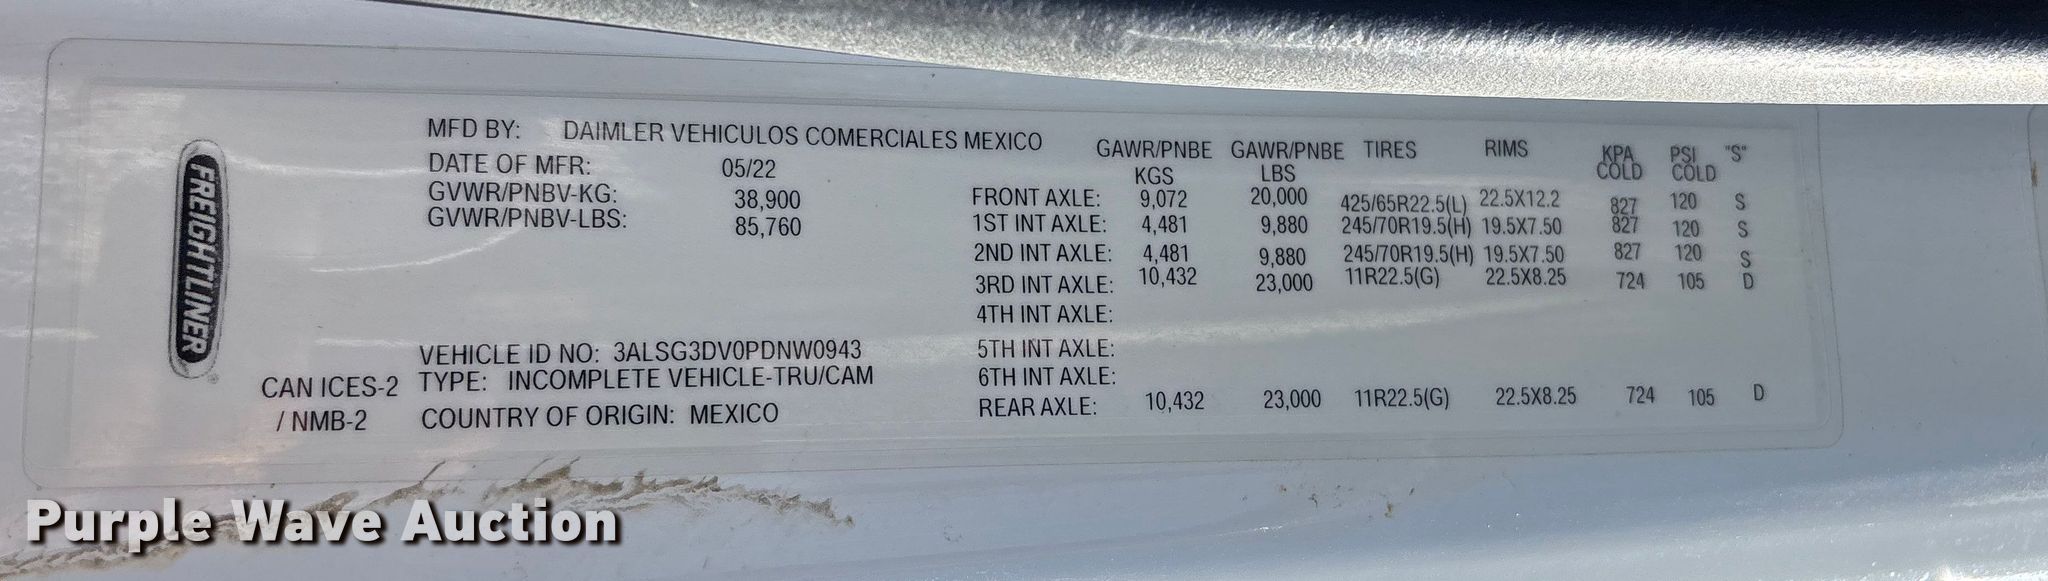 FREIGHTLINER
MFD BY: DAIMLER VEHICULOS COMERCIALES MEXICO
DATE OF MFR: 05/22
GVWR/PNBV-KG: 38,900
GVWR/PNBV-LBS: 85,760
VEHICLE ID NO: 3ALSG3DV0PDNW0943
CAN ICES-2 TYPE: INCOMPLETE VEHICLE-TRU/CAM
/ NMB-2 COUNTRY OF ORIGIN: MEXICO
GAWR/PNBE GAWR/PNBE TIRES RIMS KPA PSI "S"
KGS LBS COLD COLD
FRONT AXLE: 9,072 20,000 425/65R22.5(L) 22.5X12.2 827 120 S
1ST INT AXLE: 4,481 9,880 245/70R19.5(H) 19.5X7.50 827 120 S
2ND INT AXLE: 4,481 9,880 245/70R19.5(H) 19.5X7.50 827 120 S
3RD INT AXLE: 10,432 23,000 11R22.5(G) 22.5X8.25 724 105 D
4TH INT AXLE:
5TH INT AXLE:
6TH INT AXLE:
REAR AXLE: 10,432 23,000 11R22.5(G) 22.5X8.25 724 105 D
Purple Wave Auction